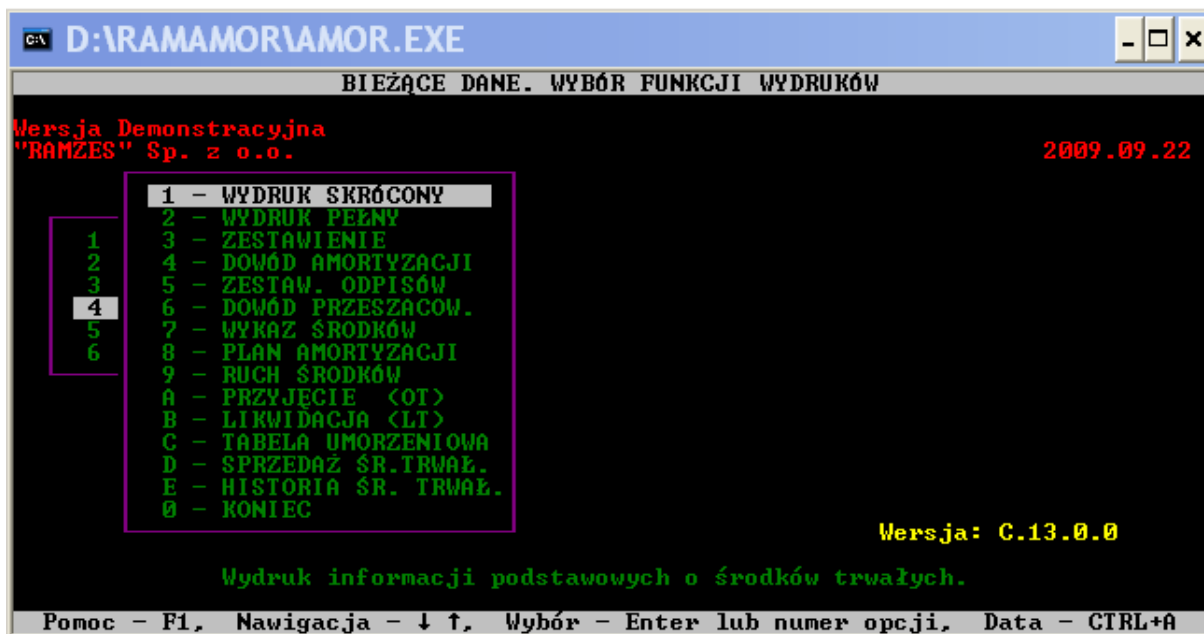 D:\RAMAMOR\AMOR.EXE
BIEŻĄCE DANE. WYBÓR FUNKCJI WYDRUKÓW
Wersja Demonstracyjna
"RAMZES" Sp. z o.o. 2009.09.22
1 - WYDRUK SKRÓCONY
2 - WYDRUK PEŁNY
1 3 - ZESTAWIENIE
2 4 - DOWÓD AMORTYZACJI
3 5 - ZESTAW. ODPISÓW
4 6 - DOWÓD PRZESZACOW.
5 7 - WYKAZ ŚRODKÓW
6 8 - PLAN AMORTYZACJI
9 - RUCH ŚRODKÓW
A - PRZYJĘCIE <OT>
B - LIKWIDACJA <LT>
C - TABELA UMORZENIOWA
D - SPRZEDAŻ ŚR.TRWAŁ.
E - HISTORIA ŚR. TRWAŁ.
0 - KONIEC
Wersja: C.13.0.0
Wydruk informacji podstawowych o środków trwałych.
Pomoc - F1, Nawigacja - ↓ ↑, Wybór - Enter lub numer opcji, Data - CTRL+A